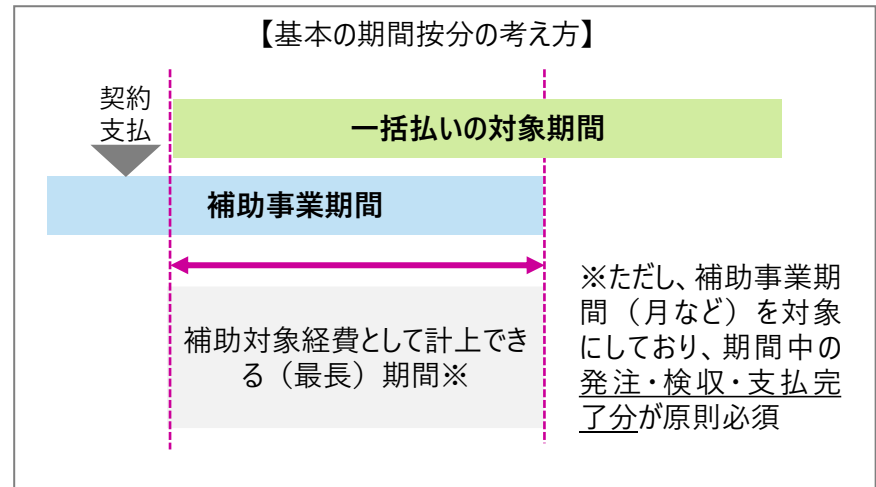 【基本の期間按分の考え方】
契約
支払
一括払いの対象期間
補助事業期間
補助対象経費として計上でき
る（最長）期間※
※ただし、補助事業期
間（月など）を対象
にしており、期間中の
発注・検収・支払完
了分が原則必須